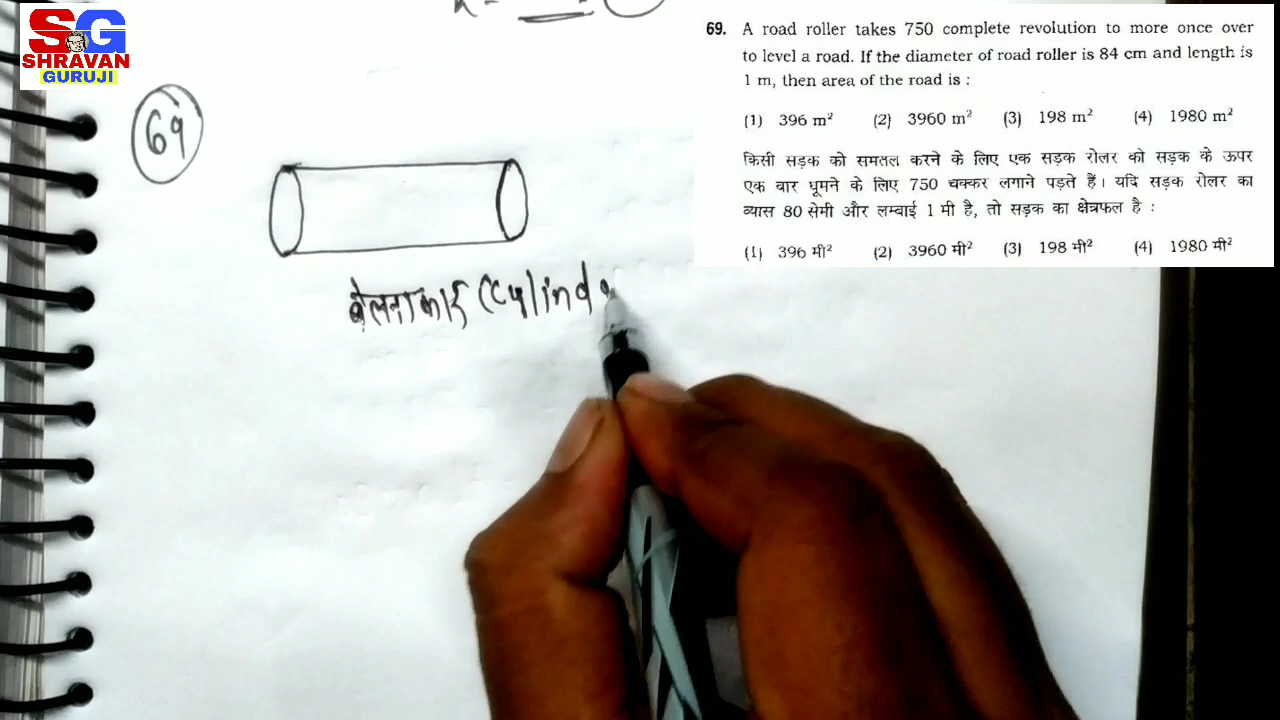 SG
SHRAVAN
GURUJI
69
बेलनाकार (Cylinde
69. A road roller takes 750 complete revolution to more once over
to level a road. If the diameter of road roller is 84 cm and length is
1 m, then area of the road is :
(1) 396 m² (2) 3960 m² (3) 198 m² (4) 1980 m²
किसी सड़क को समतल करने के लिए एक सड़क रोलर को सड़क के ऊपर
एक बार घूमने के लिए 750 चक्कर लगाने पड़ते हैं। यदि सड़क रोलर का
व्यास 80 सेमी और लम्बाई 1 मी है, तो सड़क का क्षेत्रफल है :
(1) 396 मी² (2) 3960 मी² (3) 198 मी² (4) 1980 मी²